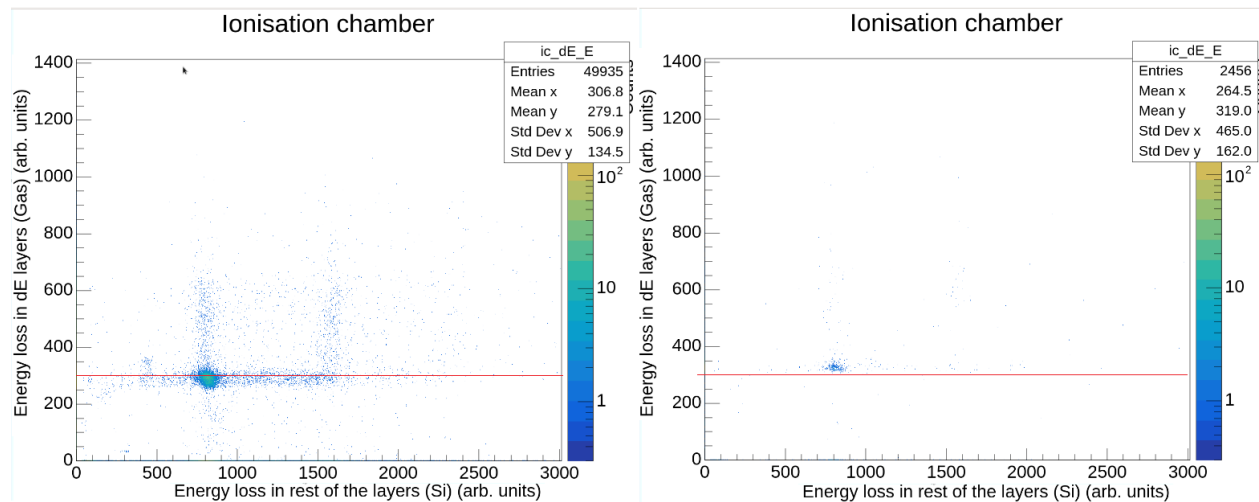 Ionisation chamber
ic_dE_E
Entries 49935
Mean x 306.8
Mean y 279.1
Std Dev x 506.9
Std Dev y 134.5
Energy loss in dE layers (Gas) (arb. units)
1400
1200
1000
800
600
400
200
0
0 500 1000 1500 2000 2500 3000
Energy loss in rest of the layers (Si) (arb. units)
10²
10
1
Ionisation chamber
ic_dE_E
Entries 2456
Mean x 264.5
Mean y 319.0
Std Dev x 465.0
Std Dev y 162.0
Energy loss in dE layers (Gas) (arb. units)
1400
1200
1000
800
600
400
200
0
0 500 1000 1500 2000 2500 3000
Energy loss in rest of the layers (Si) (arb. units)
10²
10
1